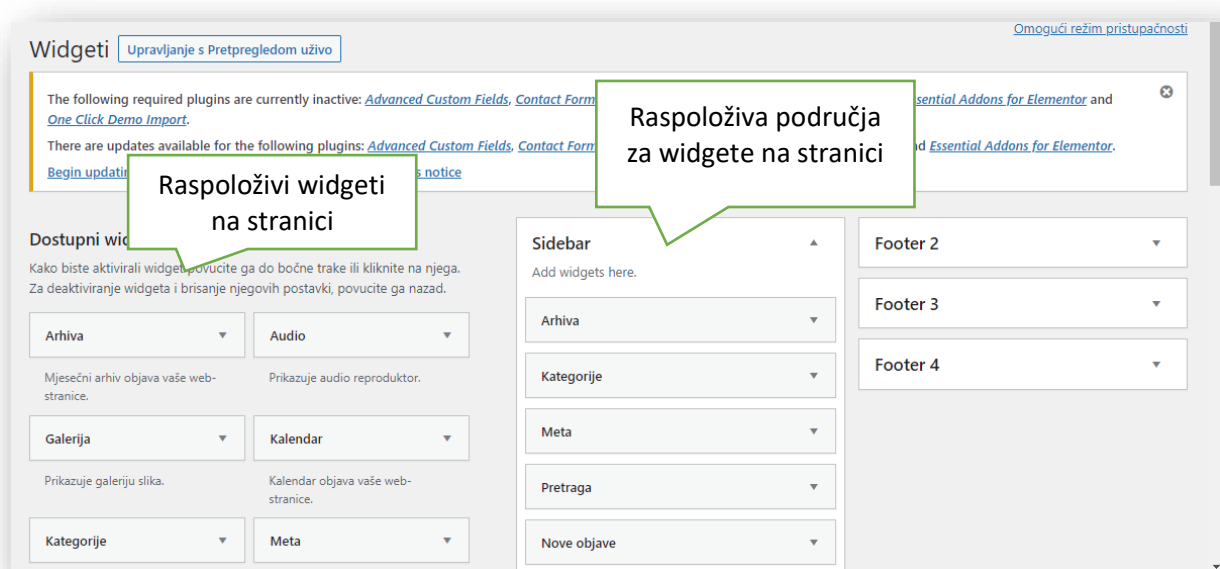 Omogući režim pristupačnosti
Widgeti Upravljanje s Pretpregledom uživo
The following required plugins are currently inactive: Advanced Custom Fields, Contact Form sential Addons for Elementor and
One Click Demo Import.
There are updates available for the following plugins: Advanced Custom Fields, Contact Form d Essential Addons for Elementor.
Begin updatin s notice
Raspoloživa područja
za widgete na stranici
Raspoloživi widgeti
na stranici
Dostupni wid
Kako biste aktivirali widget povucite ga do bočne trake ili kliknite na njega.
Za deaktiviranje widgeta i brisanje njegovih postavki, povucite ga nazad.
Arhiva
Mjesečni arhiv objava vaše web-
stranice.
Audio
Prikazuje audio reproduktor.
Galerija
Prikazuje galeriju slika.
Kalendar
Kalendar objava vaše web-
stranice.
Kategorije
Meta
Sidebar
Add widgets here.
Arhiva
Kategorije
Meta
Pretraga
Nove objave
Footer 2
Footer 3
Footer 4